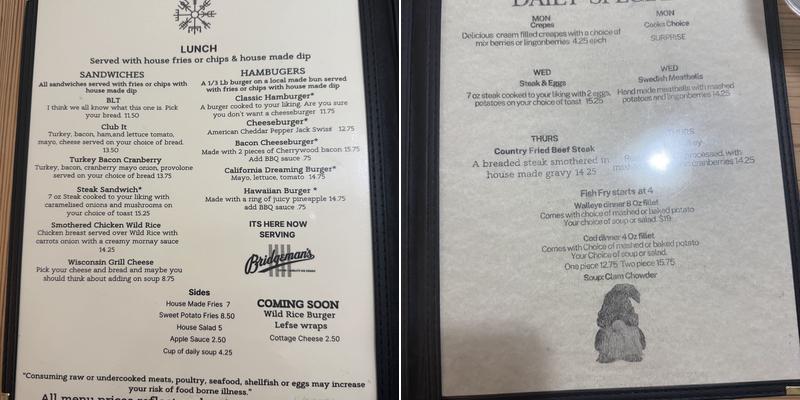 LUNCH
Served with house fries or chips & house made dip
SANDWICHES
All sandwiches served with fries or chips with
house made dip
BLT
I think we all know what this one is. Pick
your bread. 11.50
Club It
Turkey, bacon, ham,and lettuce tomato,
mayo, cheese served on your choice of bread.
13.50
Turkey Bacon Cranberry
Turkey, bacon, cranberry mayo onion, provolone
served on your choice of bread 13.75
Steak Sandwich*
7 oz steak cooked to your liking with
caramelized onions and mushrooms on
your choice of toast 15.25
Smothered Chicken Wild Rice
Chicken breast served over Wild Rice with
carrots onion with a creamy mornay sauce
14.25
Wisconsin Grill Cheese
Pick your cheese and bread and maybe you
should think about adding on soup 8.75
HAMBUGERS
A 1/3 Lb burger on a local made bun served
with fries or chips with house made dip
Classic Hamburger*
A burger cooked to your liking. Are you sure
you don't want a cheeseburger 11.75
Cheeseburger*
American Cheddar Pepper Jack Swiss 12.75
Bacon Cheeseburger*
Made with 2 pieces of Cherrywood bacon 15.75
Add BBQ sauce .75
California Dreaming Burger*
Mayo, lettuce, tomato 14.75
Hawaiian Burger *
Made with a ring of juicy pineapple 14.75
add BBQ sauce .75
ITS HERE NOW
SERVING
Bridgeman's
Sides
House Made Fries 7
Sweet Potato Fries 8.50
House Salad 5
Apple Sauce 2.50
Cup of daily soup 4.25
COMING SOON
Wild Rice Burger
Lefse wraps
Cottage Cheese 2.50
"Consuming raw or undercooked meats, poultry, seafood, shellfish or eggs may increase
your risk of food borne illness."
All menu prices reflect
DAILY SPECI
MON
Crepes
Delicious cream filled creapes with a choice of
mix berries or lingonberries 4.25 each
MON
Cooks Choice
SURPRISE
WED
Steak & Eggs
7 oz steak cooked to your liking with 2 eggs,
potatoes on your choice of toast 15.25
WED
Swedish Meatballs
Hand made meatballs with mashed
potatoes and lingonberries 14.25
THURS
Country Fried Beef Steak
A breaded steak smothered in
house made gravy 14 25
THURS
processed, with
cranberries 14 25
Fish Fry starts at 4
Walleye dinner 8 Oz fillet
Comes with choice of mashed or baked potato
Your choice of soup or salad. $19
Cod dinner 4 Oz fillet
Comes with Choice of mashed or baked potato
Your Choice of soup or salad.
One piece 12.75 Two piece 15.75
Soup: Clam Chowder